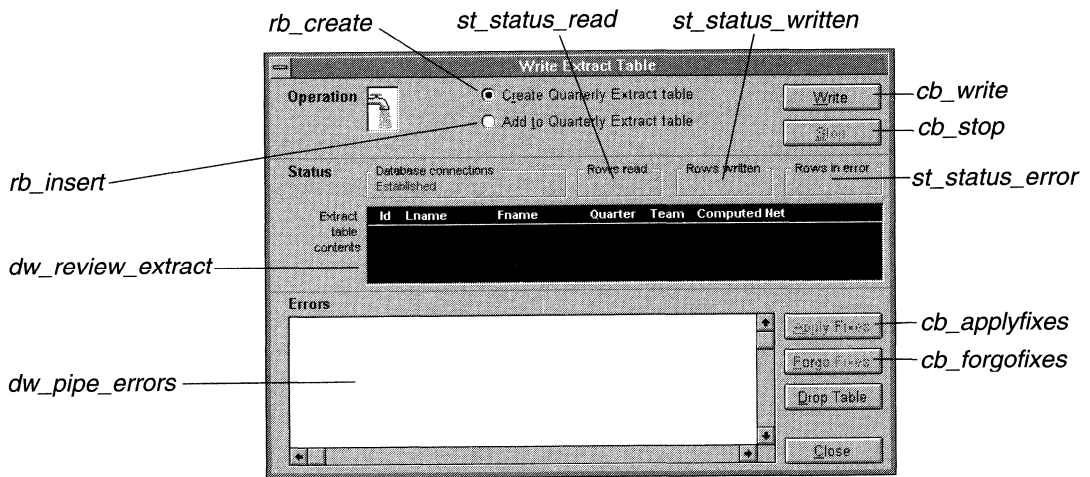 rb_create
st_status_read
st_status_written
Write Extract Table
Operation
Create Quarterly Extract table
Write
cb_write
Add to Quarterly Extract table
Stop
cb_stop
rb_insert
Status
Database connections
Rows read
Rows written
Rows in error
Established
st_status_error
Extract table contents
Id Lname Fname Quarter Team Computed Net
dw_review_extract
Errors
Apply Fixes
cb_applyfixes
Forgo Fixes
cb_forgofixes
dw_pipe_errors
Drop Table
Close